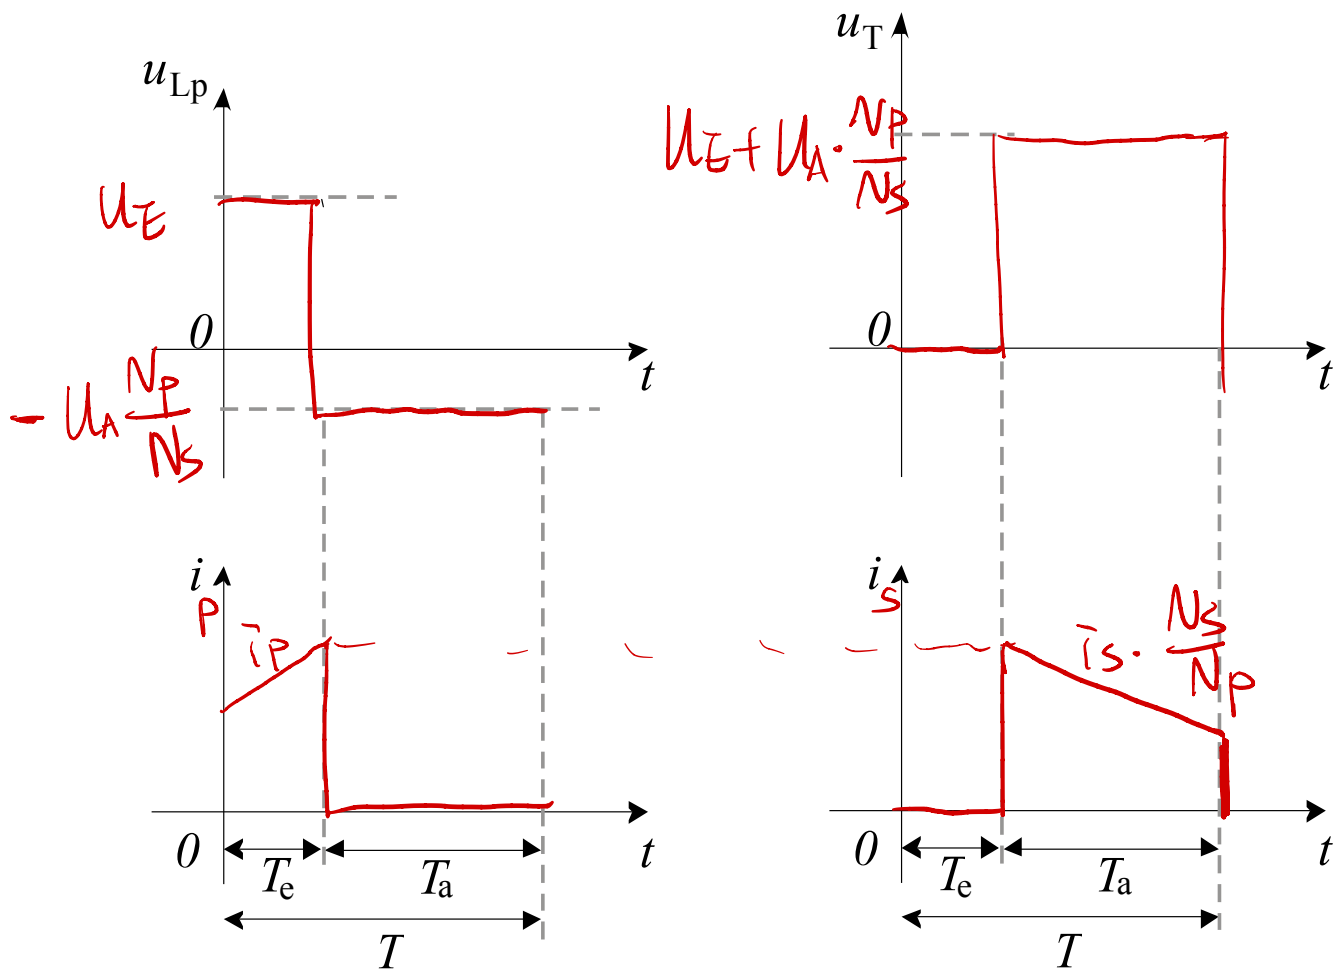 u_Lp
U_E
0
t
- U_A N_p/N_s
u_T
U_E + U_A · N_p/N_s
0
t
i
p
i_p
0
t
T_e
T_a
T
i
s
i_s · N_s/N_p
0
t
T_e
T_a
T